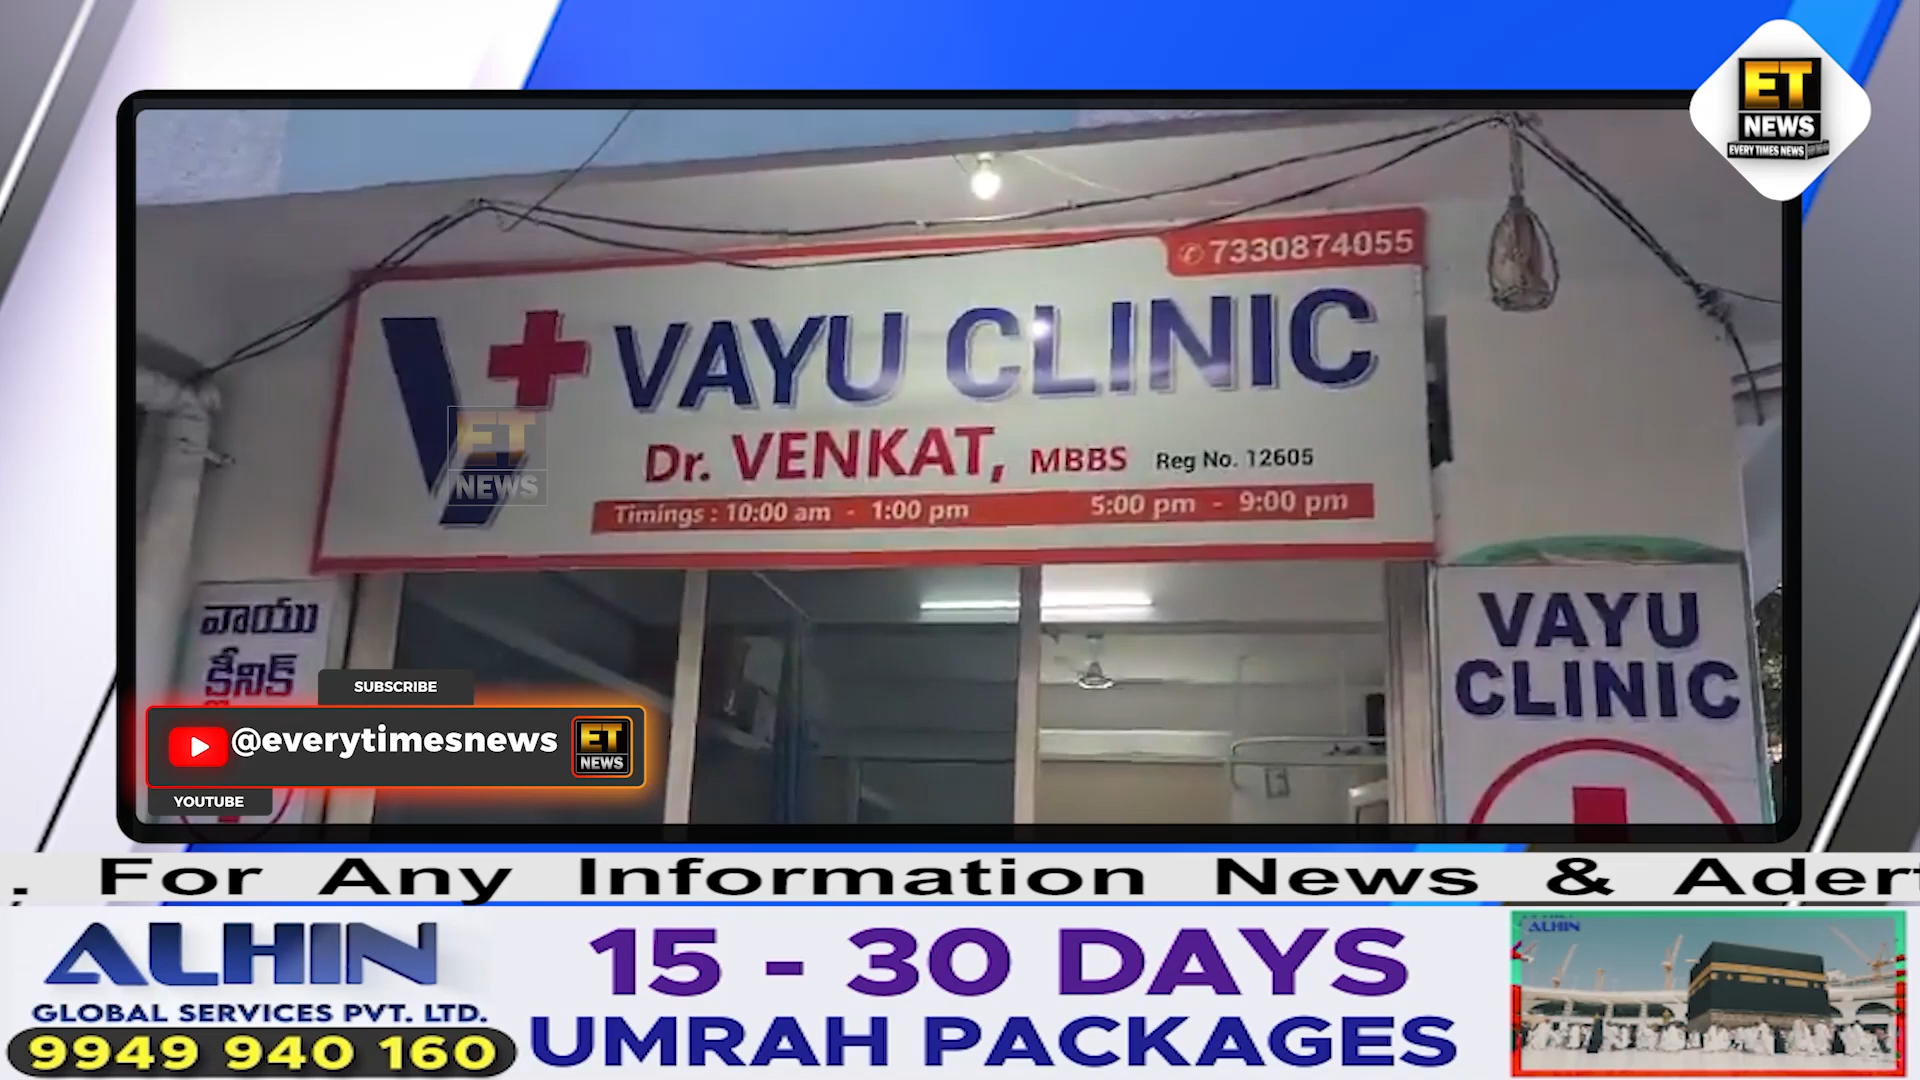 ET
NEWS
EVERY TIMES NEWS
✆ 7330874055
V+ VAYU CLINIC
Dr. VENKAT, MBBS Reg No. 12605
Timings : 10:00 am - 1:00 pm 5:00 pm - 9:00 pm
ET
NEWS
వాయు
క్లీనిక్
VAYU
CLINIC
SUBSCRIBE
@everytimesnews
ET
NEWS
YOUTUBE
. For Any Information News & Adert
ALHIN
GLOBAL SERVICES PVT. LTD.
9949 940 160
15 - 30 DAYS
UMRAH PACKAGES
ALHIN